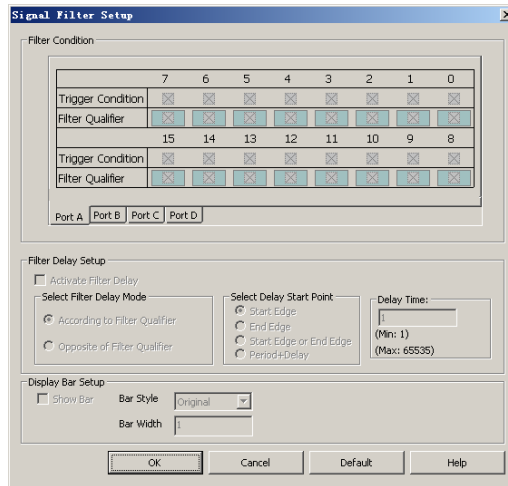 Signal Filter Setup
Filter Condition
7 6 5 4 3 2 1 0
Trigger Condition
Filter Qualifier
15 14 13 12 11 10 9 8
Trigger Condition
Filter Qualifier
Port A Port B Port C Port D
Filter Delay Setup
Activate Filter Delay
Select Filter Delay Mode
According to Filter Qualifier
Opposite of Filter Qualifier
Select Delay Start Point
Start Edge
End Edge
Start Edge or End Edge
Period+Delay
Delay Time:
1
(Min: 1)
(Max: 65535)
Display Bar Setup
Show Bar
Bar Style Original
Bar Width 1
OK Cancel Default Help